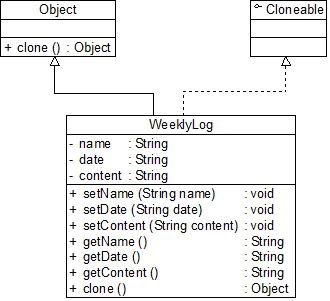 Object
Cloneable
+ clone () : Object
WeeklyLog
- name : String
- date : String
- content : String
+ setName (String name) : void
+ setDate (String date) : void
+ setContent (String content) : void
+ getName () : String
+ getDate () : String
+ getContent () : String
+ clone () : Object